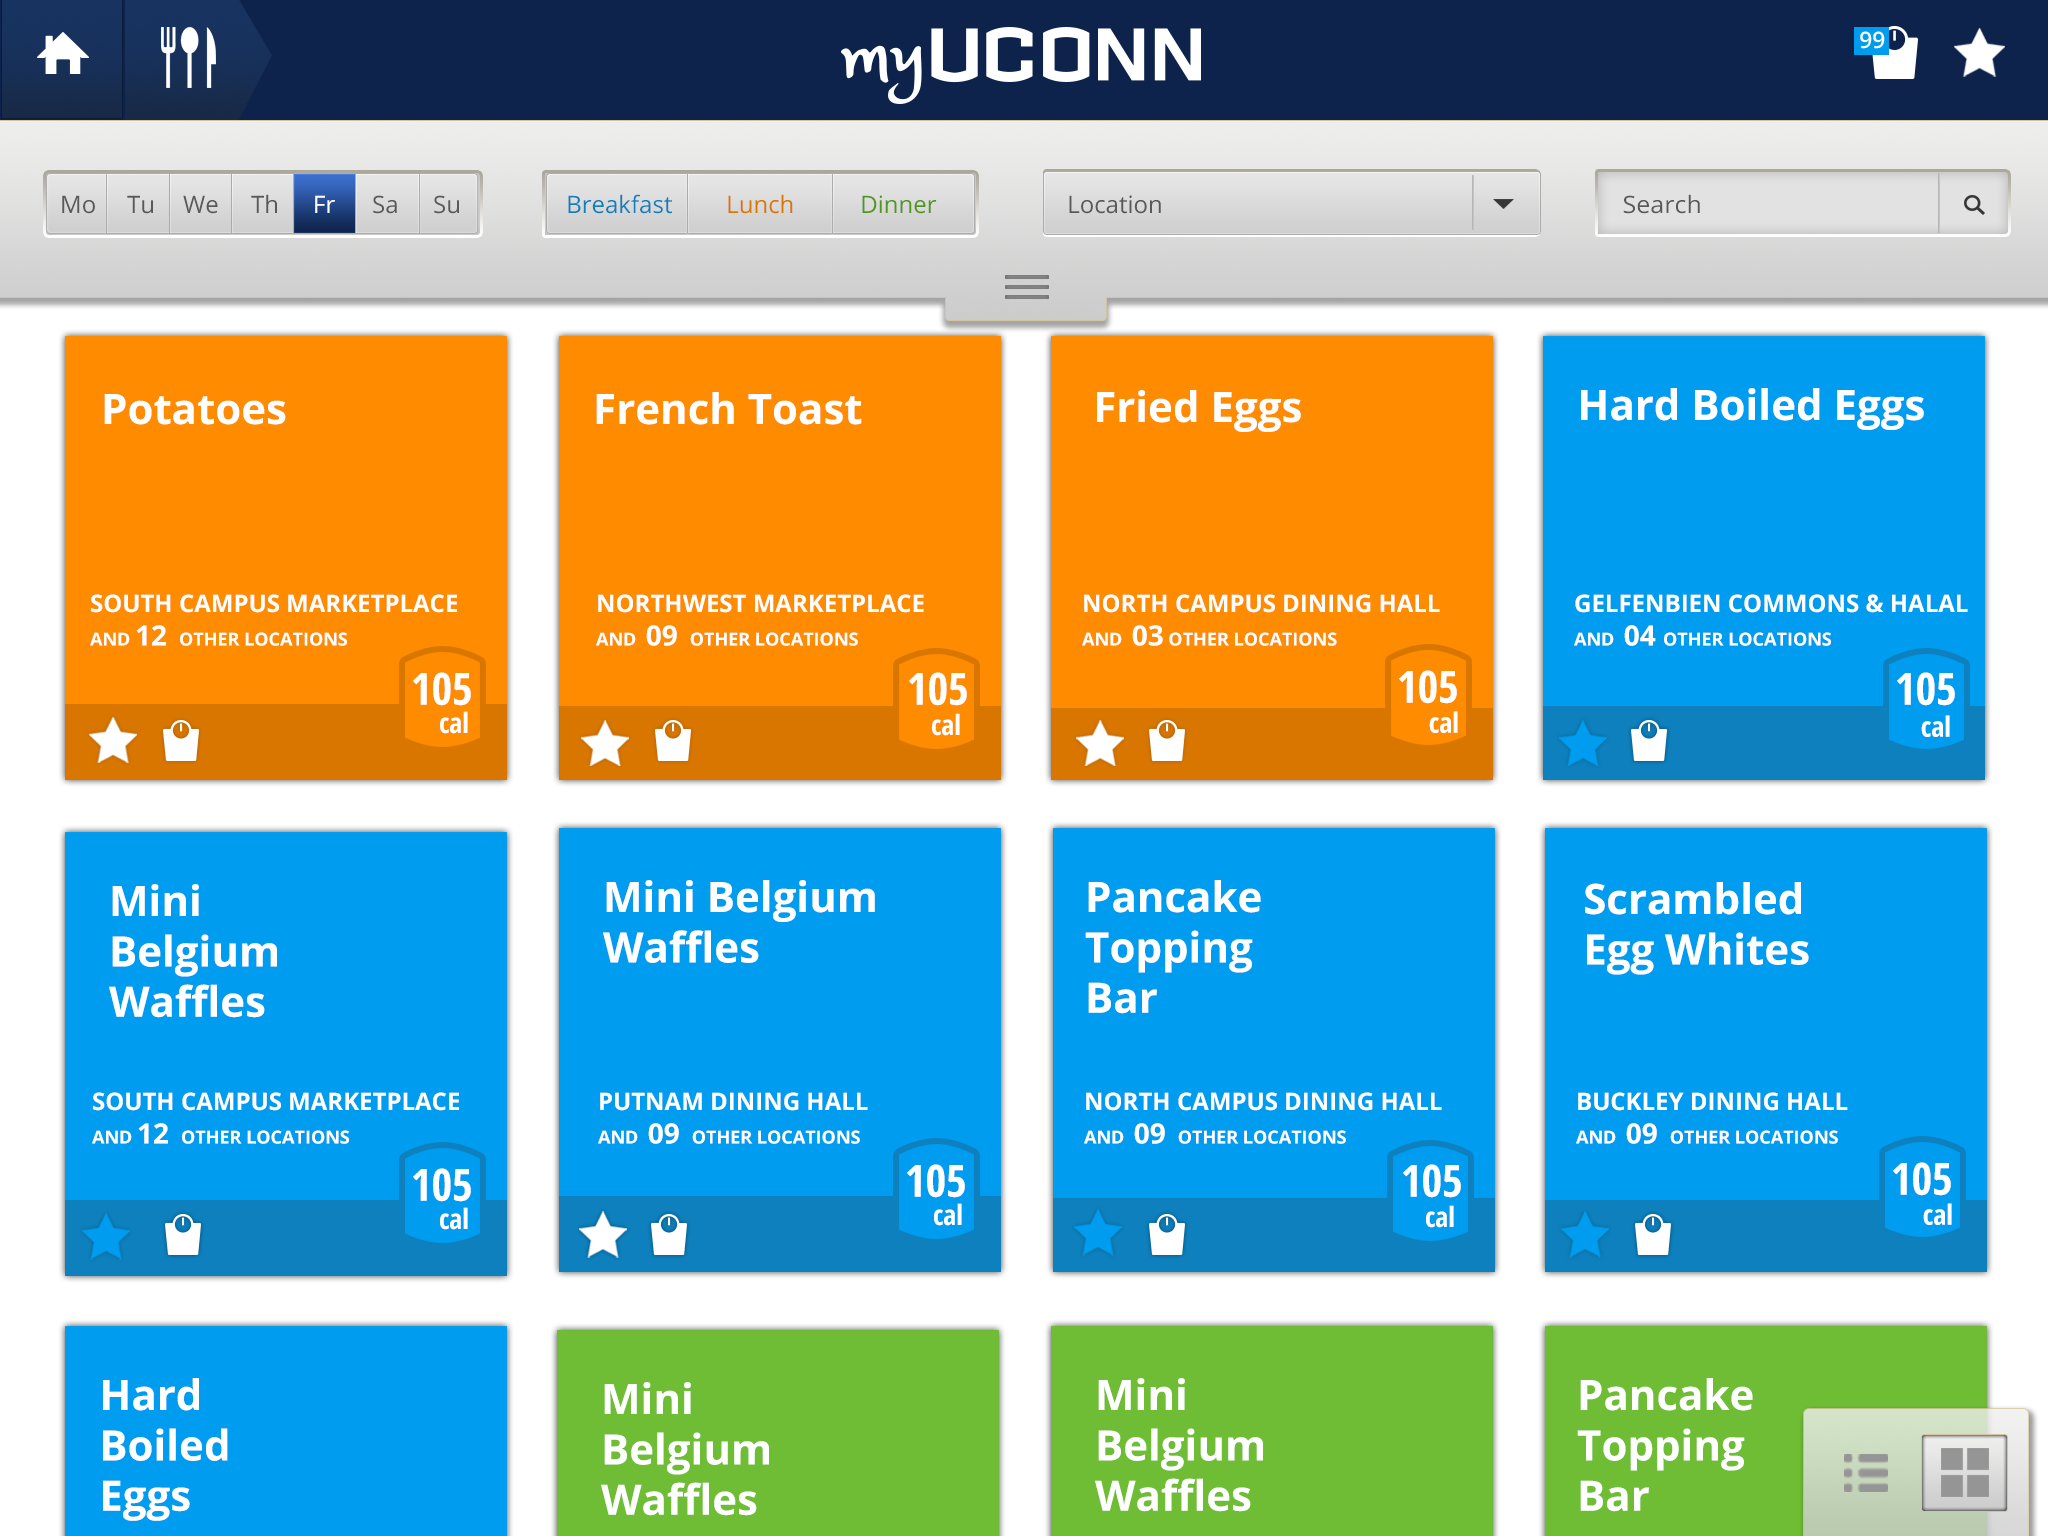 myUCONN
99
Mo Tu We Th Fr Sa Su
Breakfast Lunch Dinner
Location
Search
Potatoes
SOUTH CAMPUS MARKETPLACE
AND 12 OTHER LOCATIONS
105
cal
French Toast
NORTHWEST MARKETPLACE
AND 09 OTHER LOCATIONS
105
cal
Fried Eggs
NORTH CAMPUS DINING HALL
AND 03 OTHER LOCATIONS
105
cal
Hard Boiled Eggs
GELFENBIEN COMMONS & HALAL
AND 04 OTHER LOCATIONS
105
cal
Mini
Belgium
Waffles
SOUTH CAMPUS MARKETPLACE
AND 12 OTHER LOCATIONS
105
cal
Mini Belgium
Waffles
PUTNAM DINING HALL
AND 09 OTHER LOCATIONS
105
cal
Pancake
Topping
Bar
NORTH CAMPUS DINING HALL
AND 09 OTHER LOCATIONS
105
cal
Scrambled
Egg Whites
BUCKLEY DINING HALL
AND 09 OTHER LOCATIONS
105
cal
Hard
Boiled
Eggs
Mini
Belgium
Waffles
Mini
Belgium
Waffles
Pancake
Topping
Bar